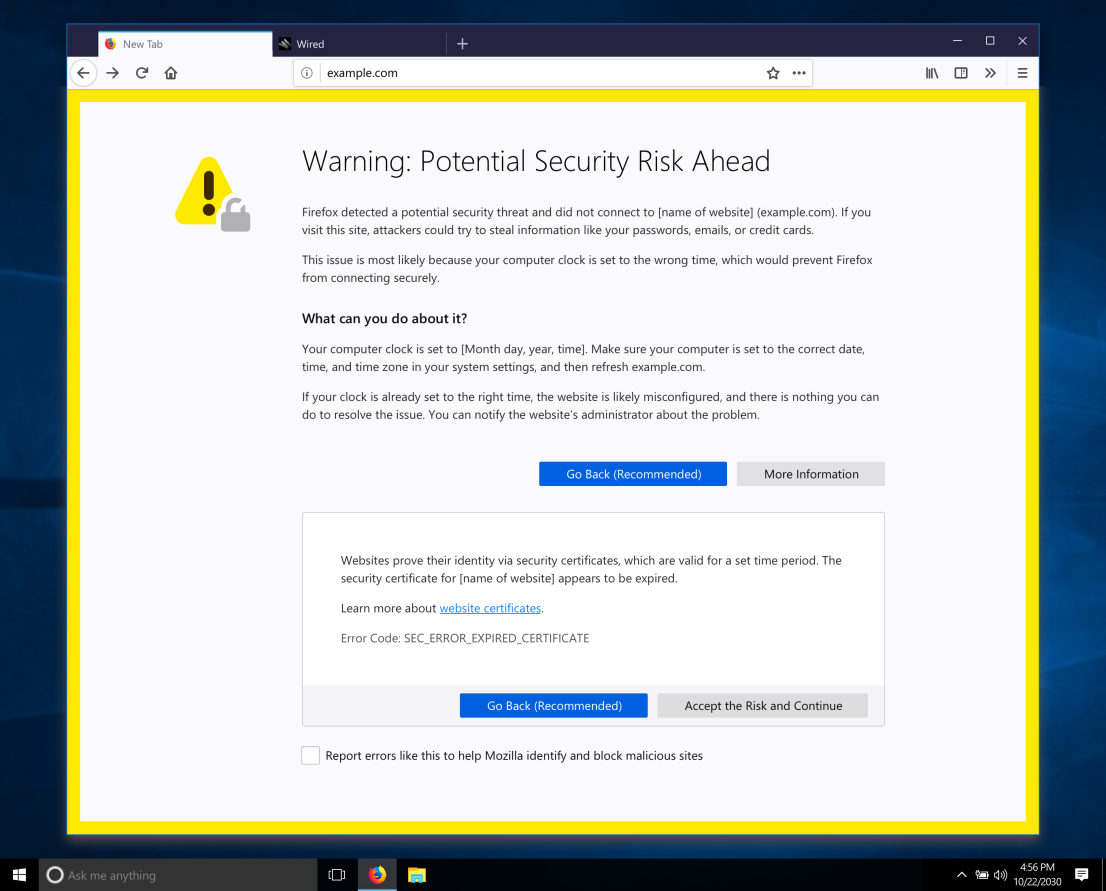 New Tab
Wired
example.com
Warning: Potential Security Risk Ahead
Firefox detected a potential security threat and did not connect to [name of website] (example.com). If you
visit this site, attackers could try to steal information like your passwords, emails, or credit cards.
This issue is most likely because your computer clock is set to the wrong time, which would prevent Firefox
from connecting securely.
What can you do about it?
Your computer clock is set to [Month day, year, time]. Make sure your computer is set to the correct date,
time, and time zone in your system settings, and then refresh example.com.
If your clock is already set to the right time, the website is likely misconfigured, and there is nothing you can
do to resolve the issue. You can notify the website's administrator about the problem.
Go Back (Recommended)
More Information
Websites prove their identity via security certificates, which are valid for a set time period. The
security certificate for [name of website] appears to be expired.
Learn more about website certificates.
Error Code: SEC_ERROR_EXPIRED_CERTIFICATE
Go Back (Recommended)
Accept the Risk and Continue
Report errors like this to help Mozilla identify and block malicious sites
Ask me anything
4:56 PM
10/22/2030